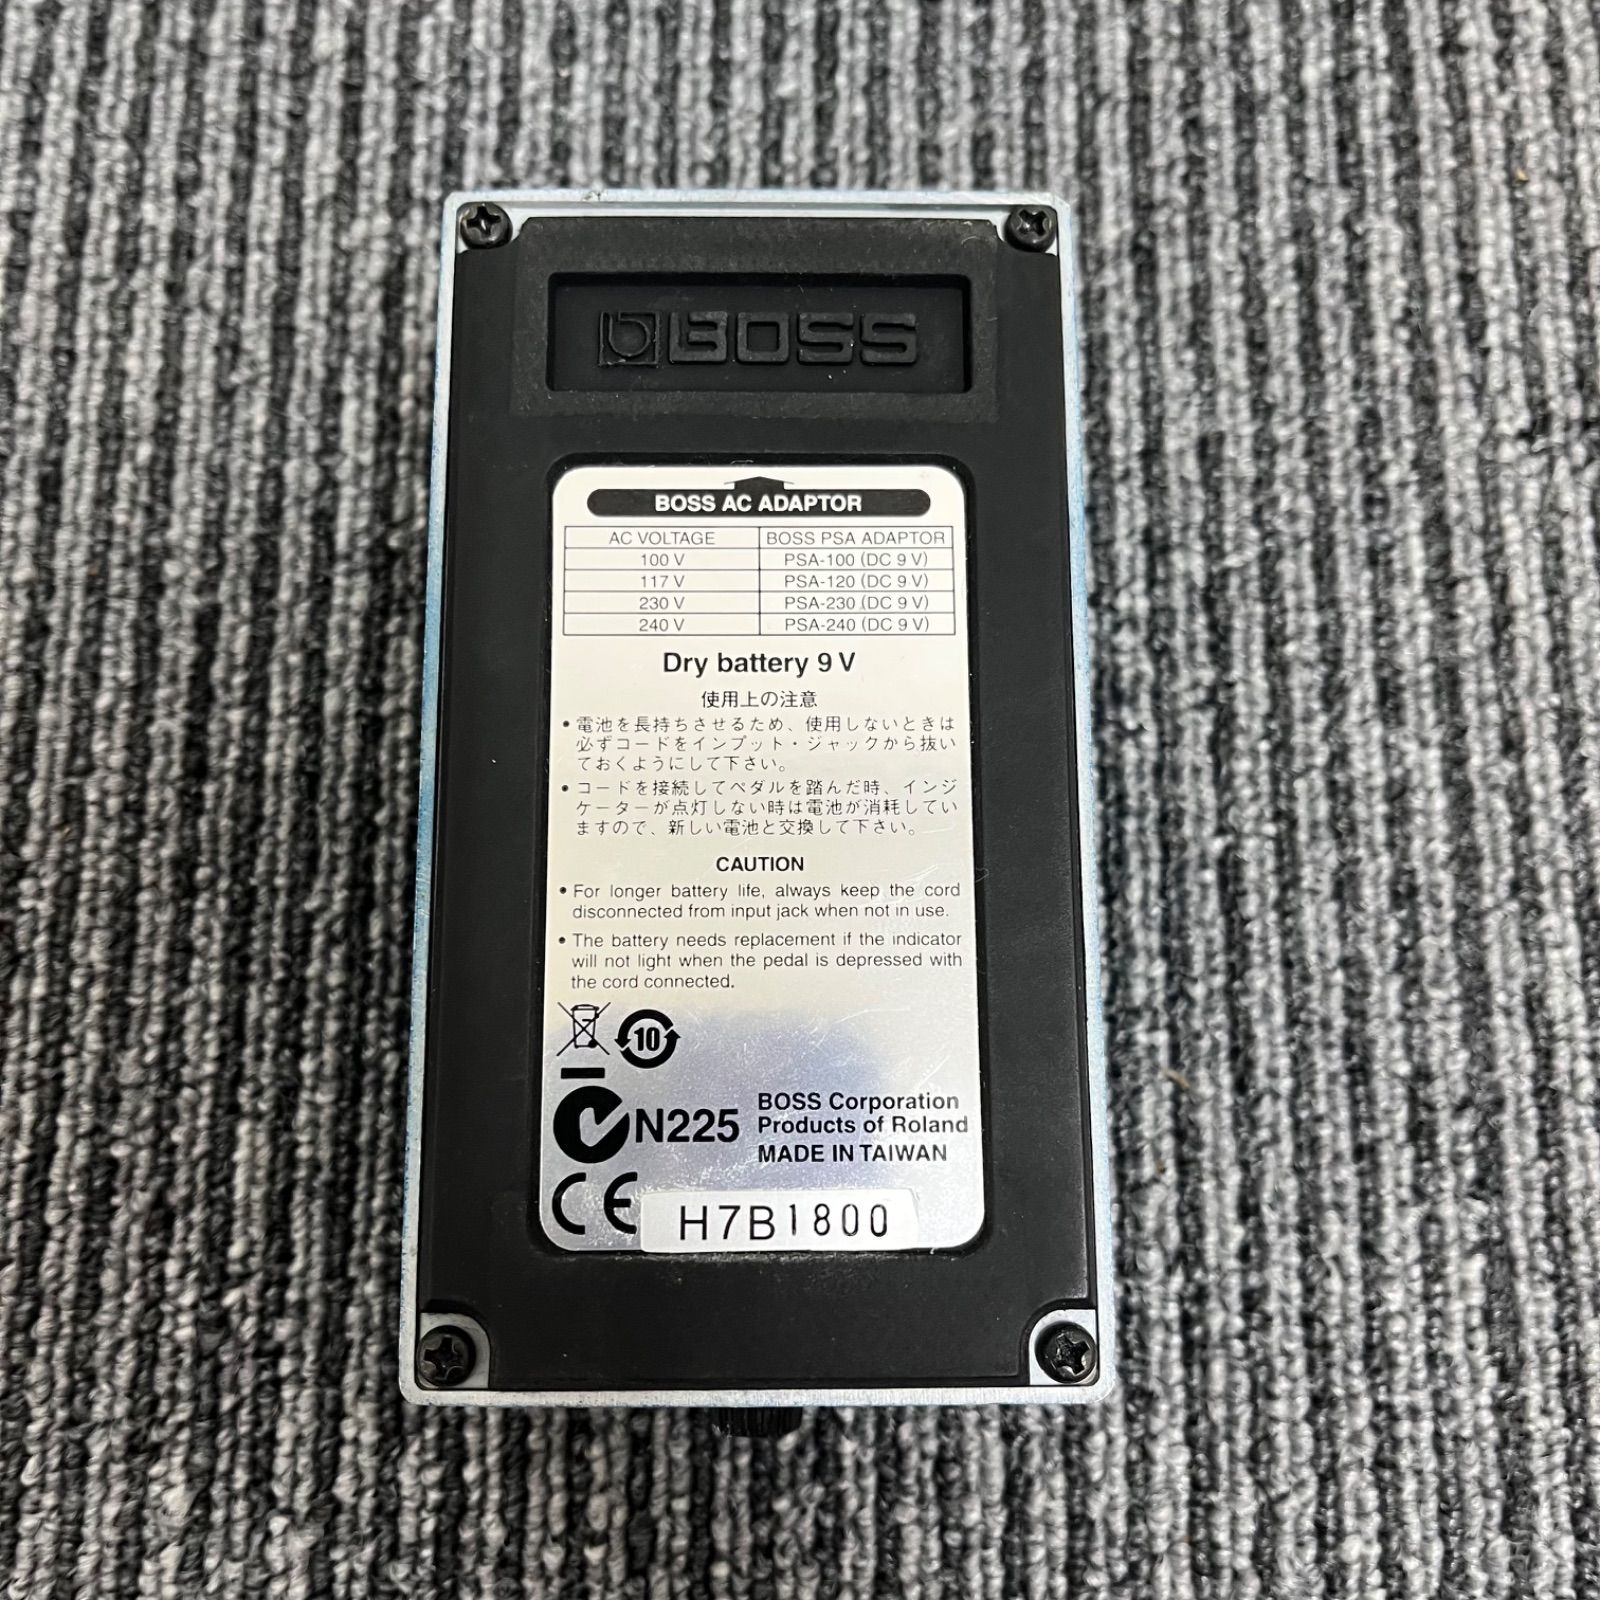 BOSS
BOSS AC ADAPTOR
AC VOLTAGE BOSS PSA ADAPTOR
100 V PSA-100 (DC 9 V)
117 V PSA-120 (DC 9 V)
230 V PSA-230 (DC 9 V)
240 V PSA-240 (DC 9 V)
Dry battery 9 V
使用上の注意
• 電池を長持ちさせるため、使用しないときは
必ずコードをインプット・ジャックから抜い
ておくようにして下さい。
• コードを接続してペダルを踏んだ時、インジ
ケーターが点灯しない時は電池が消耗してい
ますので、新しい電池と交換して下さい。
CAUTION
• For longer battery life, always keep the cord
disconnected from input jack when not in use.
• The battery needs replacement if the indicator
will not light when the pedal is depressed with
the cord connected.
10
N225
BOSS Corporation
Products of Roland
MADE IN TAIWAN
CE
H7B1800